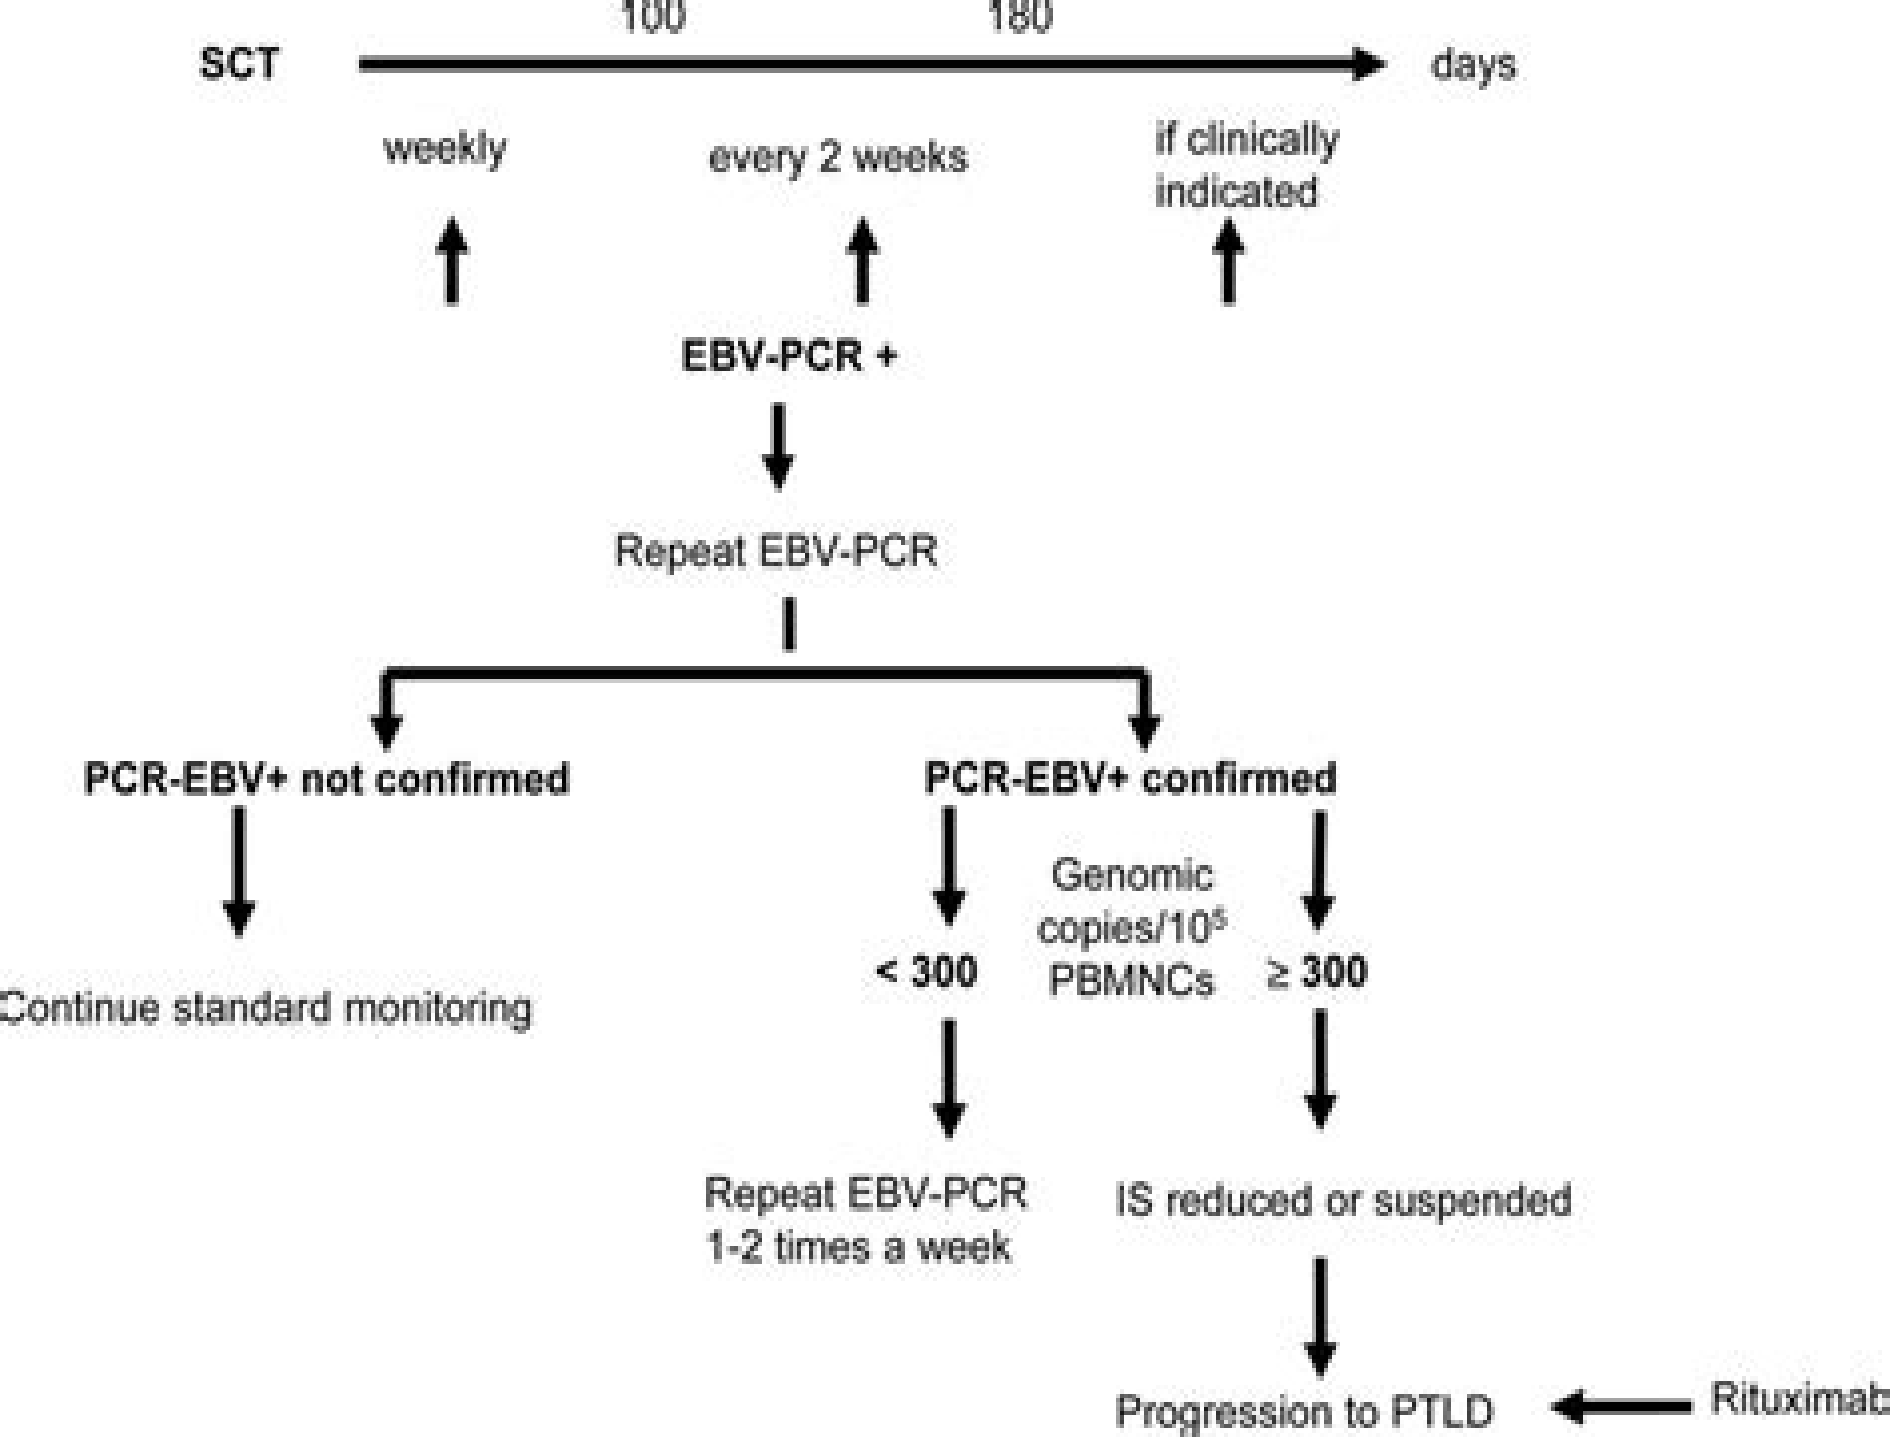 100 180
SCT days
weekly every 2 weeks if clinically
indicated
EBV-PCR +
Repeat EBV-PCR
PCR-EBV+ not confirmed PCR-EBV+ confirmed
Genomic
copies/10⁵
< 300 PBMNCs ≥ 300
Continue standard monitoring
Repeat EBV-PCR IS reduced or suspended
1-2 times a week
Progression to PTLD Rituximab